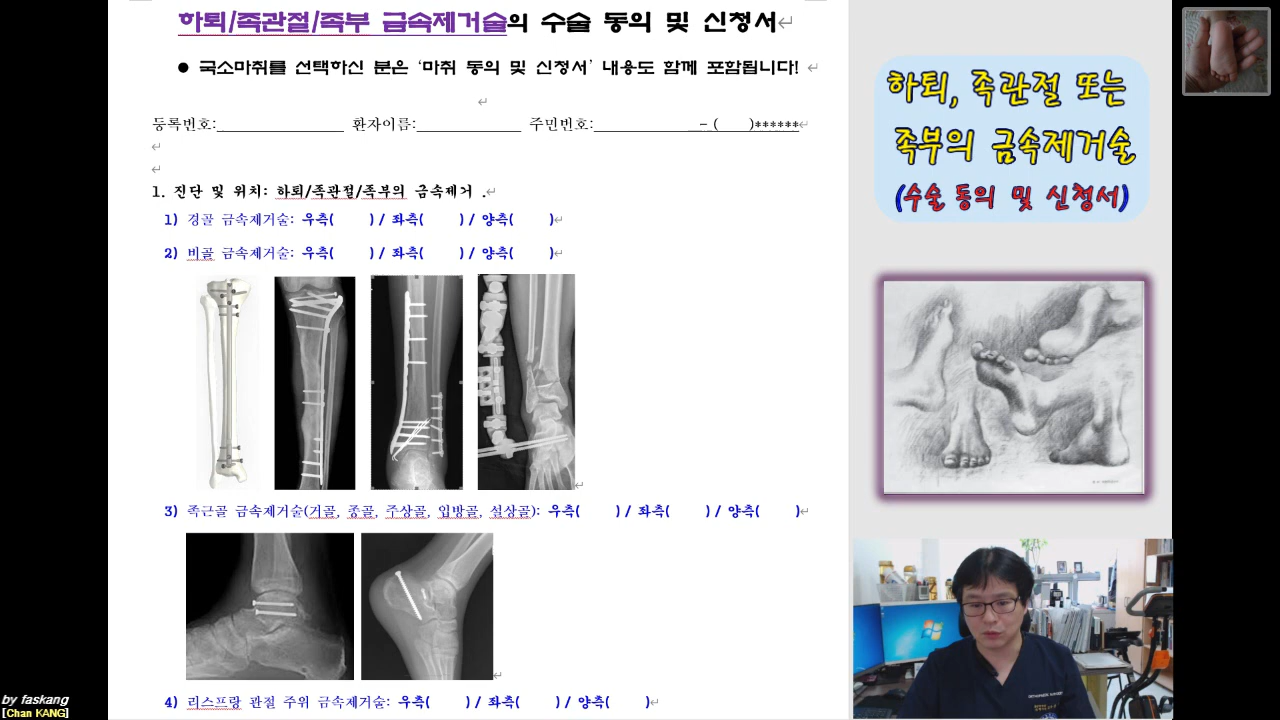 하퇴/족관절/족부 금속제거술의 수술 동의 및 신청서
● 국소마취를 선택하신 분은 '마취 동의 및 신청서' 내용도 함께 포함됩니다!
등록번호:________________ 환자이름:_____________ 주민번호:____________ – (    )******
1. 진단 및 위치: 하퇴/족관절/족부의 금속제거 .
1) 경골 금속제거술: 우측(    ) / 좌측(    ) / 양측(    )
2) 비골 금속제거술: 우측(    ) / 좌측(    ) / 양측(    )
3) 족근골 금속제거술(거골, 종골, 주상골, 입방골, 설상골): 우측(    ) / 좌측(    ) / 양측(    )
4) 리스프랑 관절 주위 금속제거술: 우측(    ) / 좌측(    ) / 양측(    )
하퇴, 족관절 또는
족부의 금속제거술
(수술 동의 및 신청서)
ORTHOPAEDIC SURGERY
by faskang
[Chan KANG]